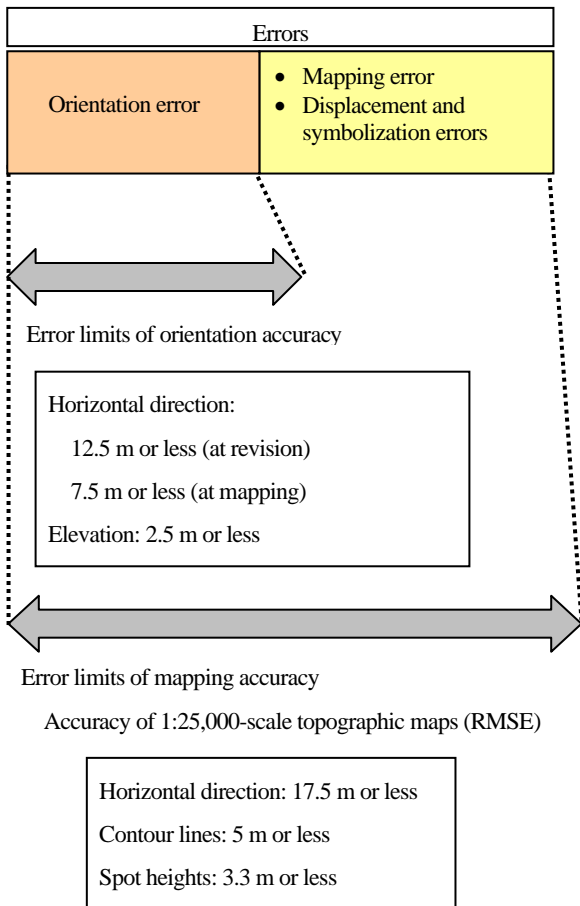 Errors
Orientation error
• Mapping error
• Displacement and
symbolization errors
Error limits of orientation accuracy
Horizontal direction:
12.5 m or less (at revision)
7.5 m or less (at mapping)
Elevation: 2.5 m or less
Error limits of mapping accuracy
Accuracy of 1:25,000-scale topographic maps (RMSE)
Horizontal direction: 17.5 m or less
Contour lines: 5 m or less
Spot heights: 3.3 m or less